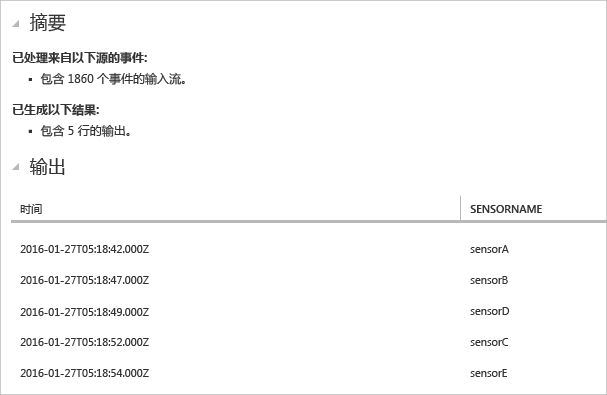 摘要
已处理来自以下源的事件:
▪ 包含 1860 个事件的输入流。
已生成以下结果:
▪ 包含 5 行的输出。
输出
时间 SENSORNAME
2016-01-27T05:18:42.000Z sensorA
2016-01-27T05:18:47.000Z sensorB
2016-01-27T05:18:49.000Z sensorD
2016-01-27T05:18:52.000Z sensorC
2016-01-27T05:18:54.000Z sensorE